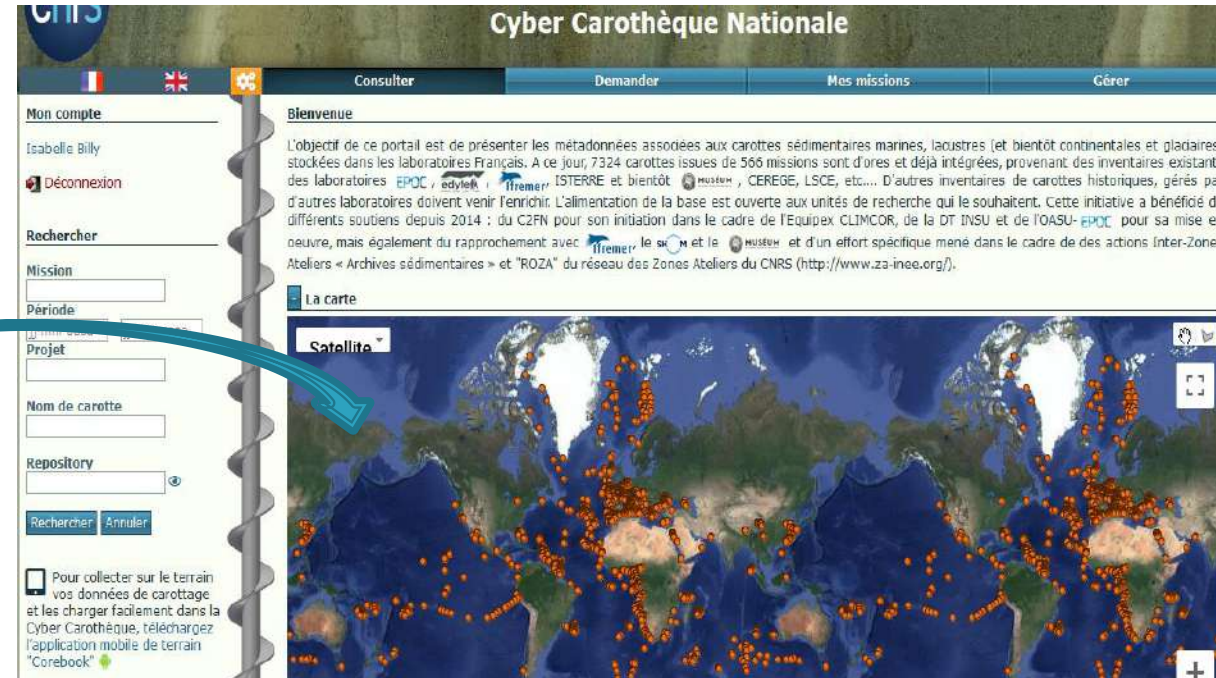 cnrs
Cyber Carothèque Nationale
Consulter
Demander
Mes missions
Gérer
Mon compte
Isabelle Billy
Déconnexion
Rechercher
Mission
Période
Projet
Nom de carotte
Repository
Rechercher
Annuler
Pour collecter sur le terrain
vos données de carottage
et les charger facilement dans la
Cyber Carothèque, téléchargez
l'application mobile de terrain
"Corebook"
Bienvenue
L'objectif de ce portail est de présenter les métadonnées associées aux carottes sédimentaires marines, lacustres (et bientôt continentales et glaciaires
stockées dans les laboratoires Français. A ce jour, 7324 carottes issues de 566 missions sont d'ores et déjà intégrées, provenant des inventaires existant
des laboratoires EPOC, edytem, Ifremer, ISTERRE et bientôt MUSÉUM, CEREGE, LSCE, etc.... D'autres inventaires de carottes historiques, gérés pa
d'autres laboratoires doivent venir l'enrichir. L'alimentation de la base est ouverte aux unités de recherche qui le souhaitent. Cette initiative a bénéficié d
différents soutiens depuis 2014 : du C2FN pour son initiation dans le cadre de l'Equipex CLIMCOR, de la DT INSU et de l'OASU-EPOC pour sa mise e
oeuvre, mais également du rapprochement avec Ifremer, le SHOM et le MUSÉUM et d'un effort spécifique mené dans le cadre de des actions Inter-Zone
Ateliers « Archives sédimentaires » et "ROZA" du réseau des Zones Ateliers du CNRS (http://www.za-inee.org/).
- La carte
Satellite
+